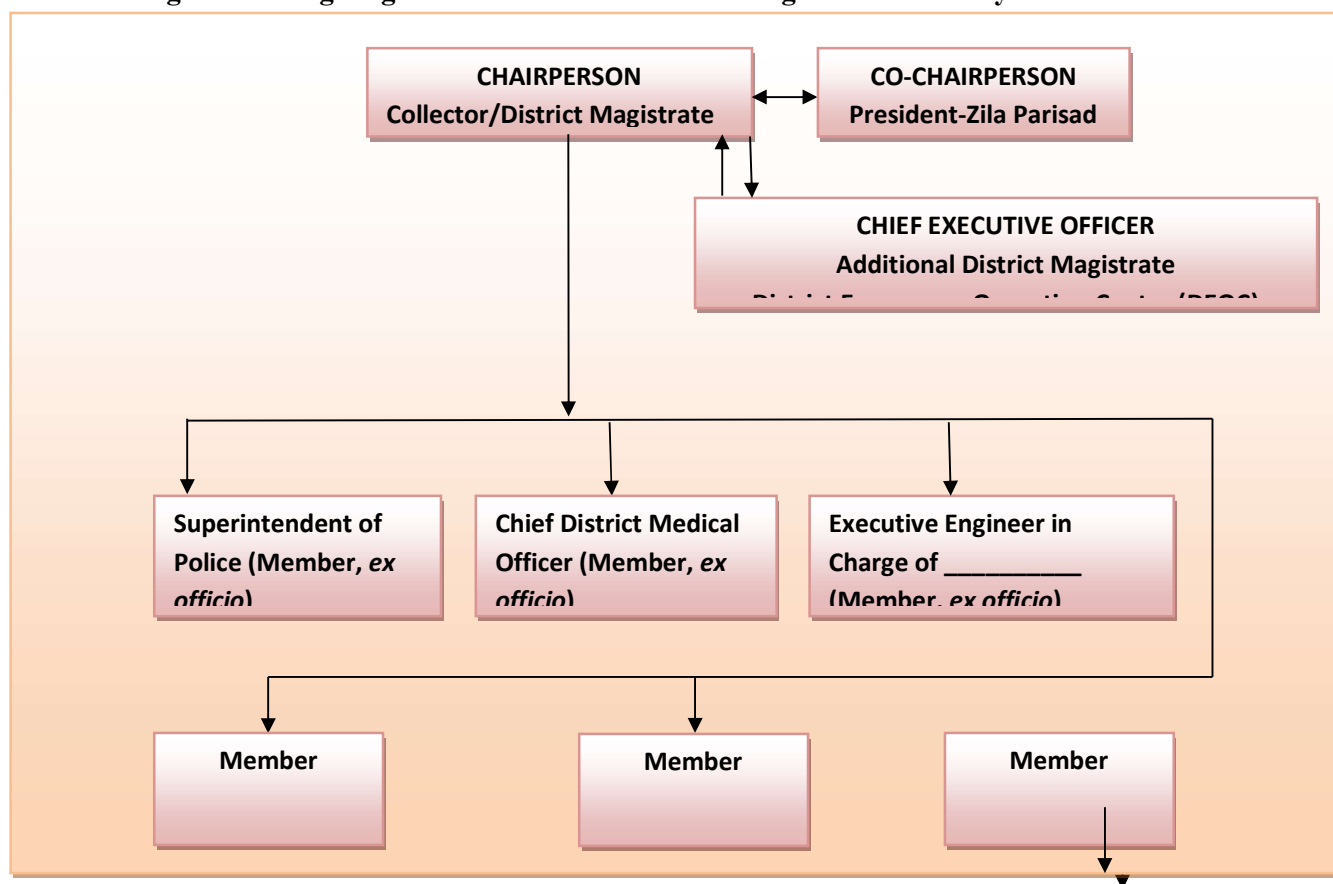 CHAIRPERSON
Collector/District Magistrate
CO-CHAIRPERSON
President-Zila Parisad
CHIEF EXECUTIVE OFFICER
Additional District Magistrate
Superintendent of
Police (Member, ex
officio)
Chief District Medical
Officer (Member, ex
officio)
Executive Engineer in
Charge of __________
(Member, ex officio)
Member
Member
Member